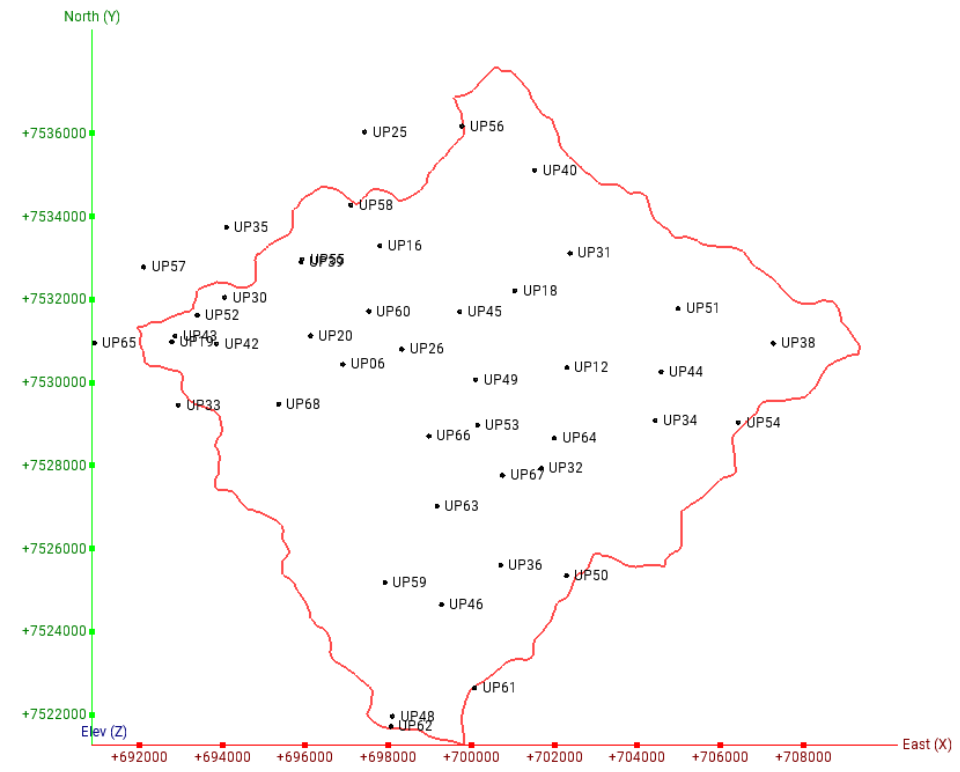 North (Y)
+7536000
UP25
UP56
UP40
+7534000
UP58
UP35
UP16
UP31
UP55
UP39
UP57
+7532000
UP30
UP18
UP52
UP60
UP45
UP51
UP43
UP20
UP65
UP19
UP42
UP26
UP38
+7530000
UP06
UP12
UP44
UP49
UP33
UP68
UP34
UP54
UP53
UP66
UP64
+7528000
UP67
UP32
UP63
+7526000
UP36
UP50
UP59
UP46
+7524000
UP61
+7522000
UP48
UP62
Elev (Z)
East (X)
+692000 +694000 +696000 +698000 +700000 +702000 +704000 +706000 +708000